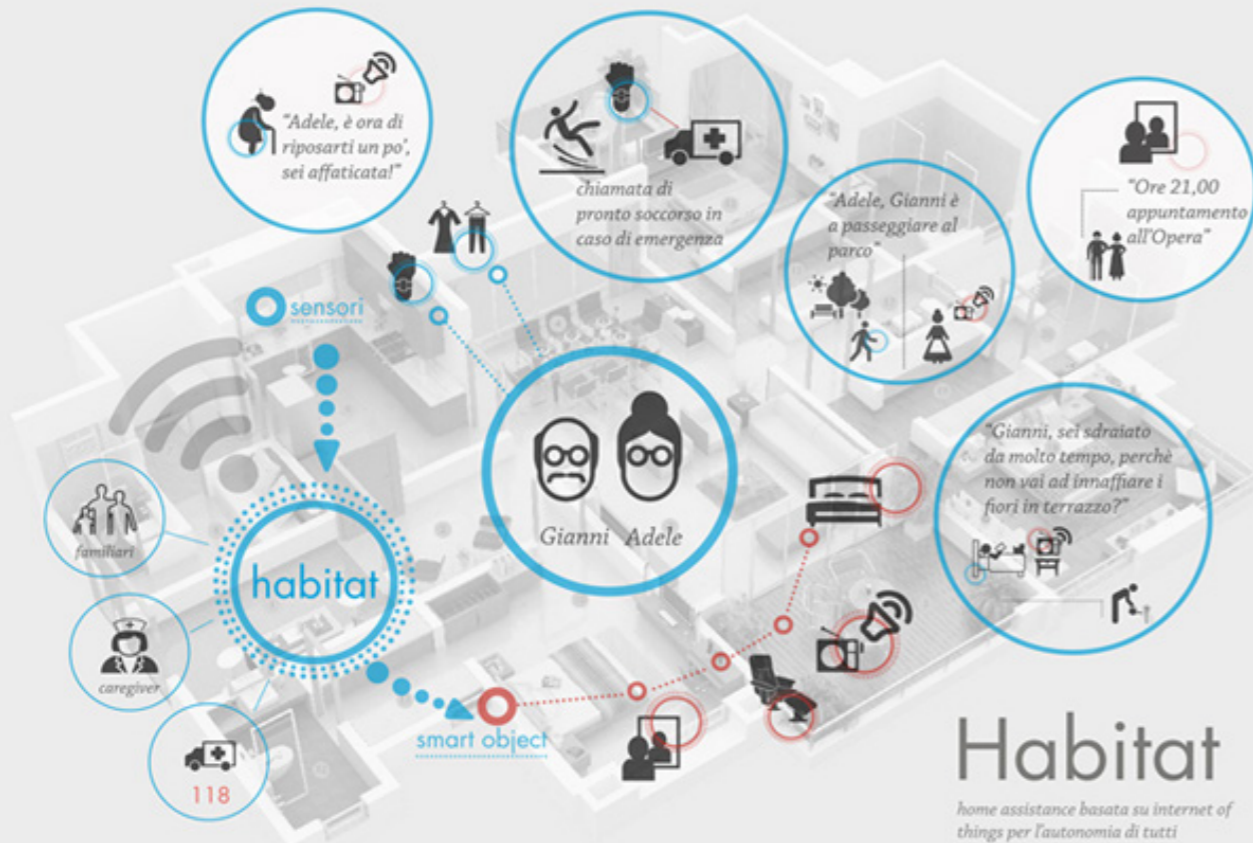 "Adele, è ora di
riposarti un po',
sei affaticata!"
chiamata di
pronto soccorso in
caso di emergenza
"Adele, Gianni è
a passeggiare al
parco"
"Ore 21,00
appuntamento
all'Opera"
sensori
Gianni Adele
"Gianni, sei sdraiato
da molto tempo, perchè
non vai ad innaffiare i
fiori in terrazzo?"
familiari
habitat
caregiver
118
smart object
Habitat
home assistance basata su internet of
things per l'autonomia di tutti